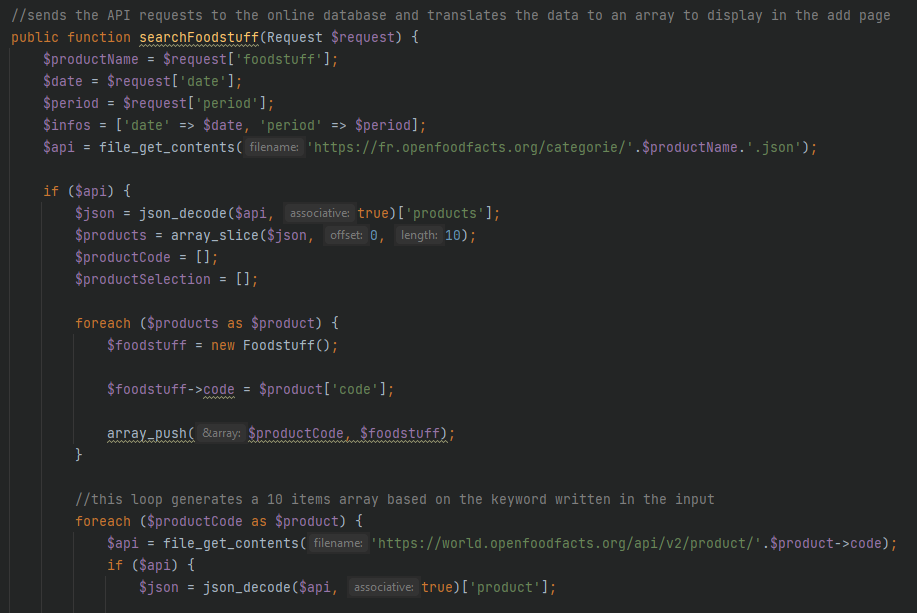 //sends the API requests to the online database and translates the data to an array to display in the add page
public function searchFoodstuff(Request $request) {
$productName = $request['foodstuff'];
$date = $request['date'];
$period = $request['period'];
$infos = ['date' => $date, 'period' => $period];
$api = file_get_contents( filename: 'https://fr.openfoodfacts.org/categorie/'.$productName.'.json');
if ($api) {
$json = json_decode($api, associative: true)['products'];
$products = array_slice($json, offset: 0, length: 10);
$productCode = [];
$productSelection = [];
foreach ($products as $product) {
$foodstuff = new Foodstuff();
$foodstuff->code = $product['code'];
array_push( &array: $productCode, $foodstuff);
}
//this loop generates a 10 items array based on the keyword written in the input
foreach ($productCode as $product) {
$api = file_get_contents( filename: 'https://world.openfoodfacts.org/api/v2/product/'.$product->code);
if ($api) {
$json = json_decode($api, associative: true)['product'];